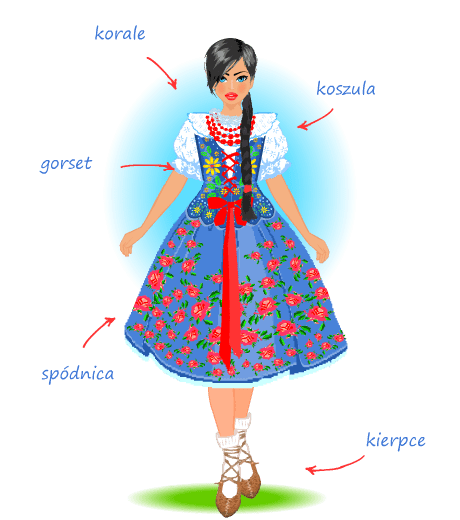 korale
koszula
gorset
spódnica
kierpce